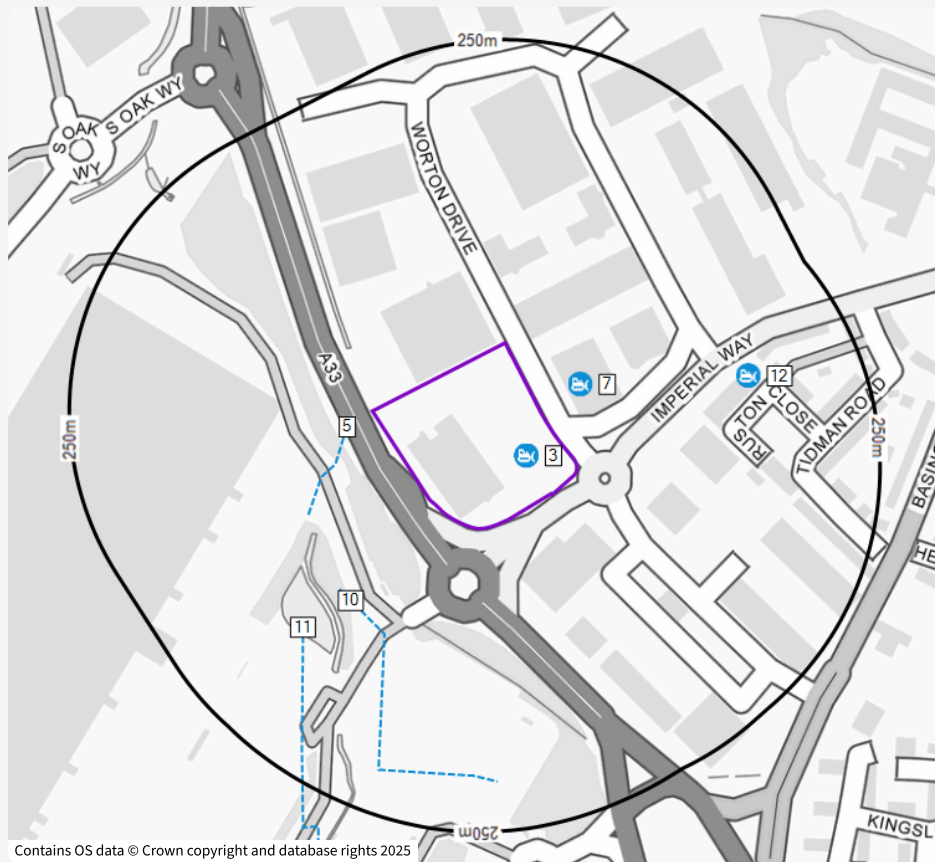 250m
S OAK WY
S OAK
WY
WORTON DRIVE
A33
IMPERIAL WAY
7
12
5
3
RUSTON
CLOSE
TIDMAN ROAD
250m
250m
BASING
HE
10
11
KINGSL
250m
Contains OS data © Crown copyright and database rights 2025